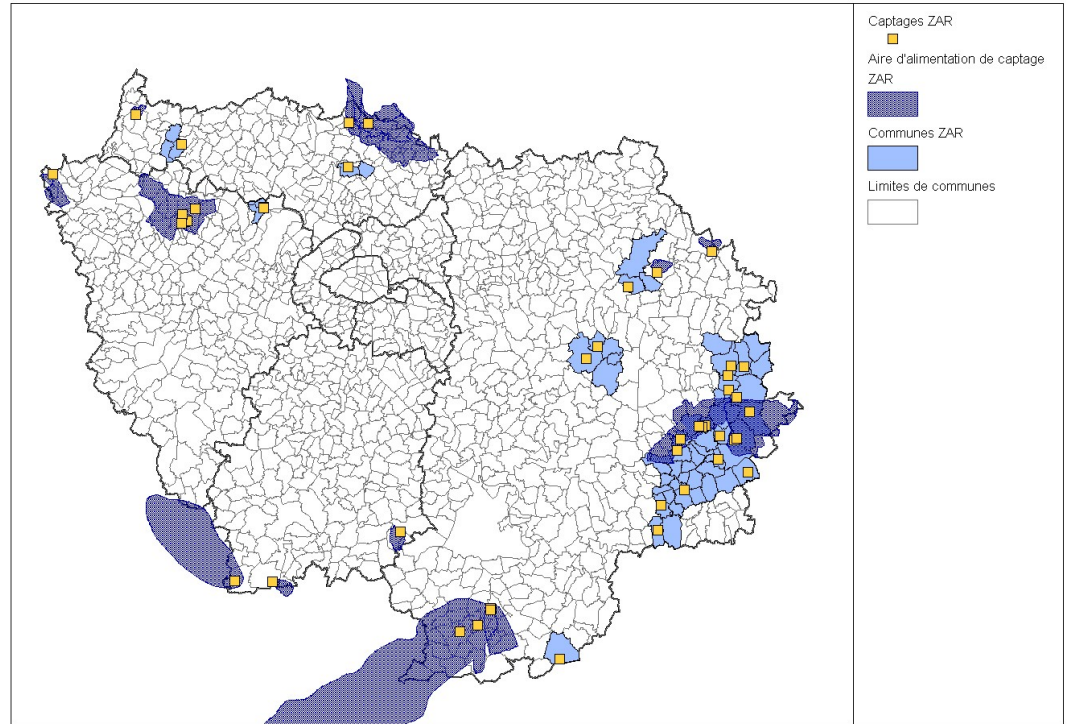 Captages ZAR
Aire d'alimentation de captage
ZAR
Communes ZAR
Limites de communes